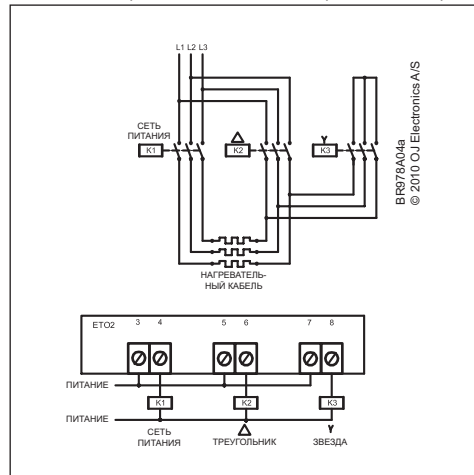 L1 L2 L3
СЕТЬ
ПИТАНИЯ
K1
K2
K3
НАГРЕВАТЕЛЬ-
НЫЙ КАБЕЛЬ
BR978A04a
© 2010 OJ Electronics A/S
ETO2 3 4 5 6 7 8
ПИТАНИЕ
K1 K2 K3
ПИТАНИЕ
СЕТЬ
ПИТАНИЯ
ТРЕУГОЛЬНИК
Y
ЗВЕЗДА